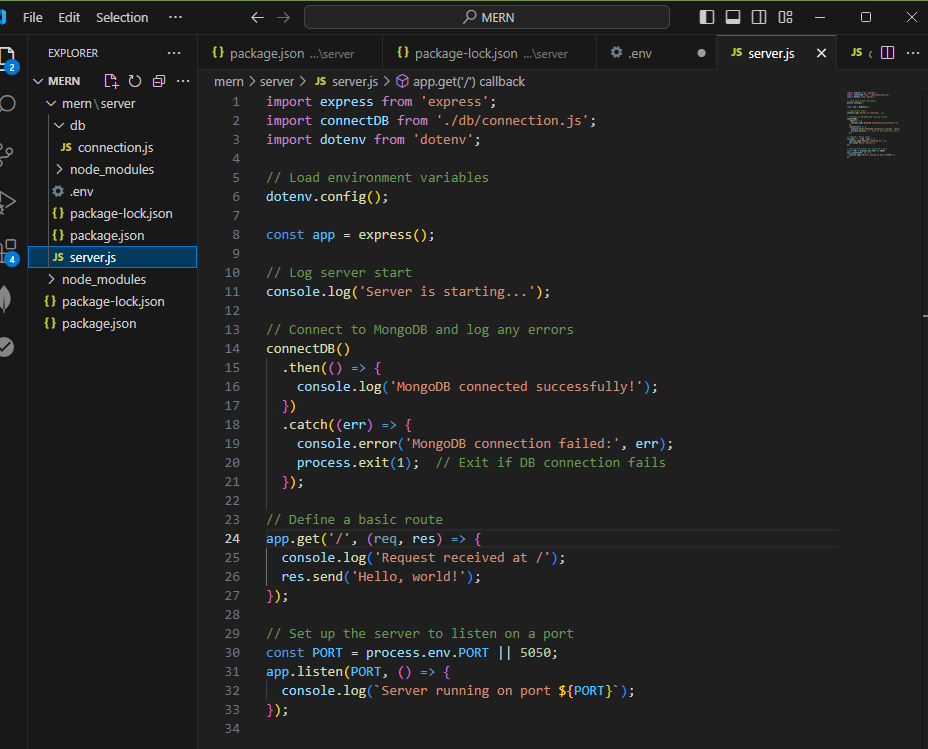 File Edit Selection ··· ← → MERN
EXPLORER ···
MERN ···
mern\server
db
JS connection.js
node_modules
.env
{} package-lock.json
{} package.json
JS server.js
node_modules
{} package-lock.json
{} package.json
2
4
{} package.json ...\server {} package-lock.json ...\server .env ● JS server.js × JS ···
mern > server > JS server.js > app.get('/') callback
1 import express from 'express';
2 import connectDB from './db/connection.js';
3 import dotenv from 'dotenv';
4
5 // Load environment variables
6 dotenv.config();
7
8 const app = express();
9
10 // Log server start
11 console.log('Server is starting...');
12
13 // Connect to MongoDB and log any errors
14 connectDB()
15 .then(() => {
16 console.log('MongoDB connected successfully!');
17 })
18 .catch((err) => {
19 console.error('MongoDB connection failed:', err);
20 process.exit(1); // Exit if DB connection fails
21 });
22
23 // Define a basic route
24 app.get('/', (req, res) => {
25 console.log('Request received at /');
26 res.send('Hello, world!');
27 });
28
29 // Set up the server to listen on a port
30 const PORT = process.env.PORT || 5050;
31 app.listen(PORT, () => {
32 console.log(`Server running on port ${PORT}`);
33 });
34